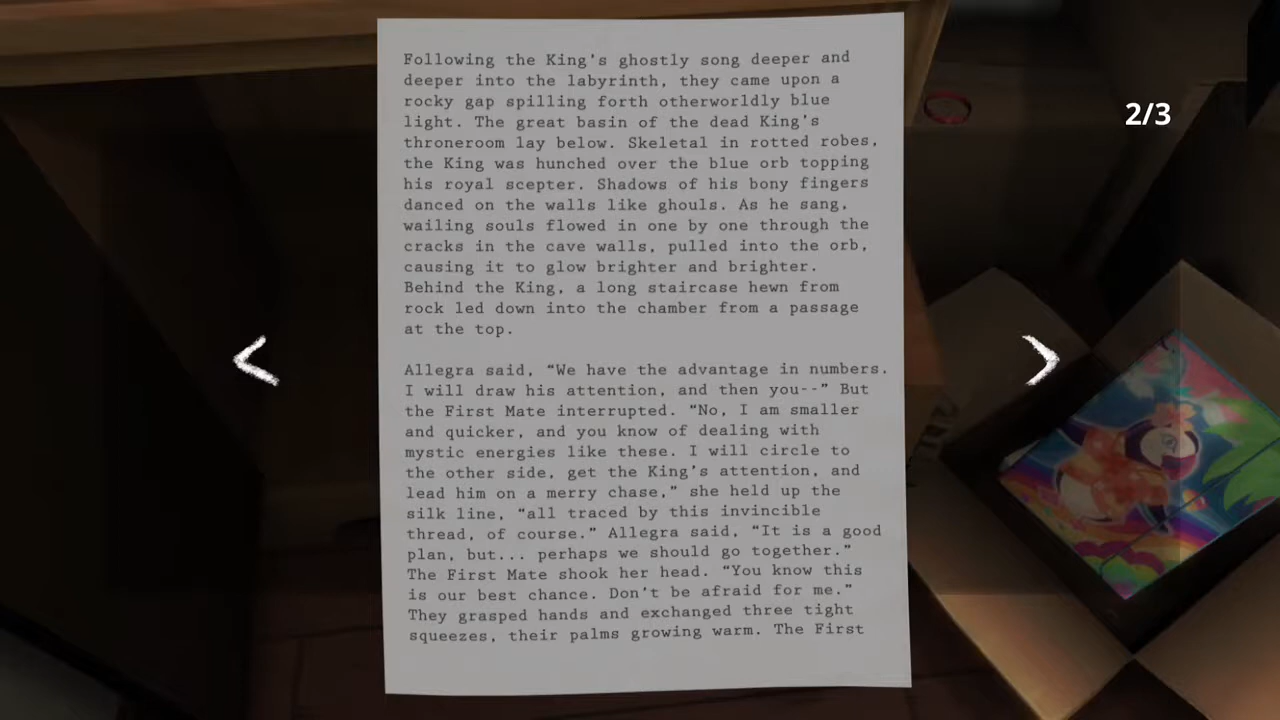 Following the King's ghostly song deeper and
deeper into the labyrinth, they came upon a
rocky gap spilling forth otherworldly blue
light. The great basin of the dead King's
throneroom lay below. Skeletal in rotted robes,
the King was hunched over the blue orb topping
his royal scepter. Shadows of his bony fingers
danced on the walls like ghouls. As he sang,
wailing souls flowed in one by one through the
cracks in the cave walls, pulled into the orb,
causing it to glow brighter and brighter.
Behind the King, a long staircase hewn from
rock led down into the chamber from a passage
at the top.
Allegra said, “We have the advantage in numbers.
I will draw his attention, and then you--” But
the First Mate interrupted. “No, I am smaller
and quicker, and you know of dealing with
mystic energies like these. I will circle to
the other side, get the King's attention, and
lead him on a merry chase,” she held up the
silk line, “all traced by this invincible
thread, of course.” Allegra said, “It is a good
plan, but... perhaps we should go together.”
The First Mate shook her head. “You know this
is our best chance. Don't be afraid for me.”
They grasped hands and exchanged three tight
squeezes, their palms growing warm. The First
2/3